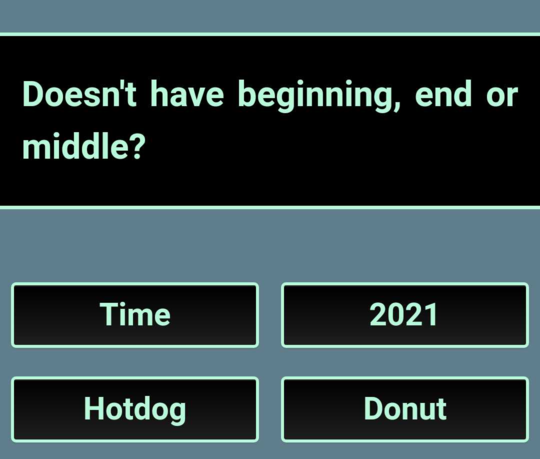 Doesn't have beginning, end or
middle?
Time
2021
Hotdog
Donut